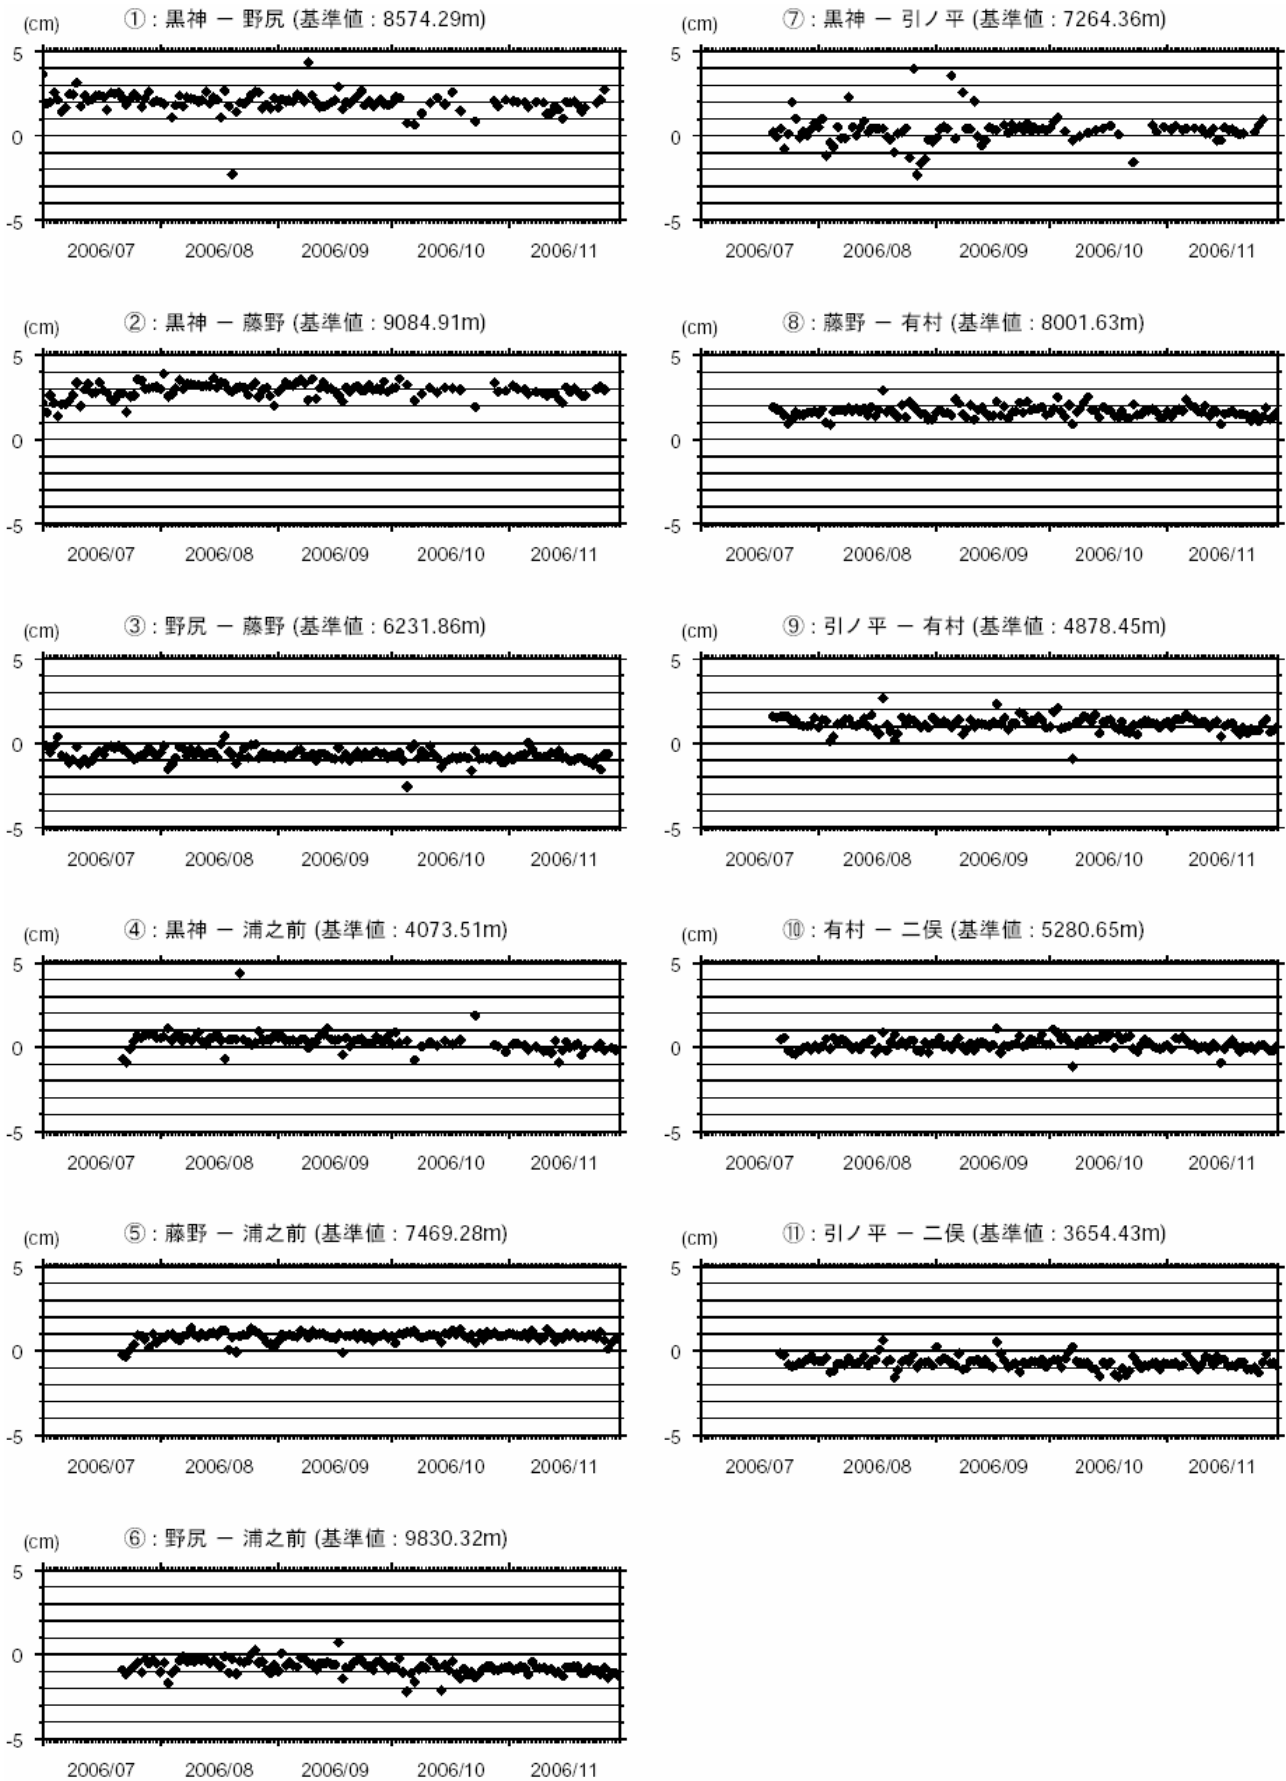 (cm) ①：黒神 － 野尻 (基準値：8574.29m)
5
0
-5
2006/07 2006/08 2006/09 2006/10 2006/11
(cm) ②：黒神 － 藤野 (基準値：9084.91m)
5
0
-5
2006/07 2006/08 2006/09 2006/10 2006/11
(cm) ③：野尻 － 藤野 (基準値：6231.86m)
5
0
-5
2006/07 2006/08 2006/09 2006/10 2006/11
(cm) ④：黒神 － 浦之前 (基準値：4073.51m)
5
0
-5
2006/07 2006/08 2006/09 2006/10 2006/11
(cm) ⑤：藤野 － 浦之前 (基準値：7469.28m)
5
0
-5
2006/07 2006/08 2006/09 2006/10 2006/11
(cm) ⑥：野尻 － 浦之前 (基準値：9830.32m)
5
0
-5
2006/07 2006/08 2006/09 2006/10 2006/11
(cm) ⑦：黒神 － 引ノ平 (基準値：7264.36m)
5
0
-5
2006/07 2006/08 2006/09 2006/10 2006/11
(cm) ⑧：藤野 － 有村 (基準値：8001.63m)
5
0
-5
2006/07 2006/08 2006/09 2006/10 2006/11
(cm) ⑨：引ノ平 － 有村 (基準値：4878.45m)
5
0
-5
2006/07 2006/08 2006/09 2006/10 2006/11
(cm) ⑩：有村 － 二俣 (基準値：5280.65m)
5
0
-5
2006/07 2006/08 2006/09 2006/10 2006/11
(cm) ⑪：引ノ平 － 二俣 (基準値：3654.43m)
5
0
-5
2006/07 2006/08 2006/09 2006/10 2006/11